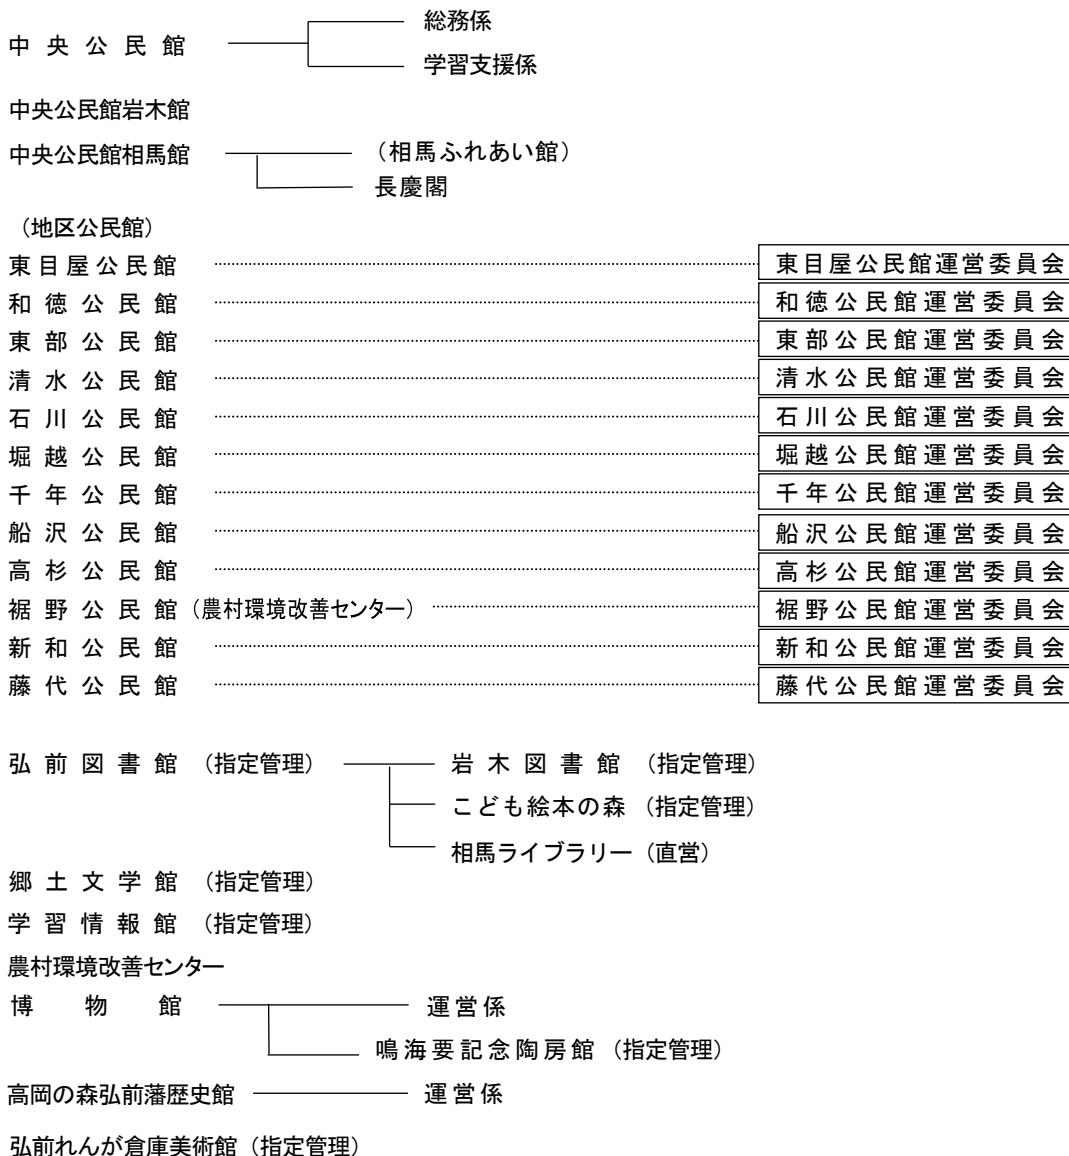 総務係
中央公民館
学習支援係
中央公民館岩木館
中央公民館相馬館 （相馬ふれあい館）
長慶閣
（地区公民館）
東目屋公民館 東目屋公民館運営委員会
和徳公民館 和徳公民館運営委員会
東部公民館 東部公民館運営委員会
清水公民館 清水公民館運営委員会
石川公民館 石川公民館運営委員会
堀越公民館 堀越公民館運営委員会
千年公民館 千年公民館運営委員会
船沢公民館 船沢公民館運営委員会
高杉公民館 高杉公民館運営委員会
裾野公民館（農村環境改善センター） 裾野公民館運営委員会
新和公民館 新和公民館運営委員会
藤代公民館 藤代公民館運営委員会
弘前図書館（指定管理） 岩木図書館（指定管理）
こども絵本の森（指定管理）
相馬ライブラリー（直営）
郷土文学館（指定管理）
学習情報館（指定管理）
農村環境改善センター
博物館 運営係
鳴海要記念陶房館（指定管理）
高岡の森弘前藩歴史館 運営係
弘前れんが倉庫美術館（指定管理）